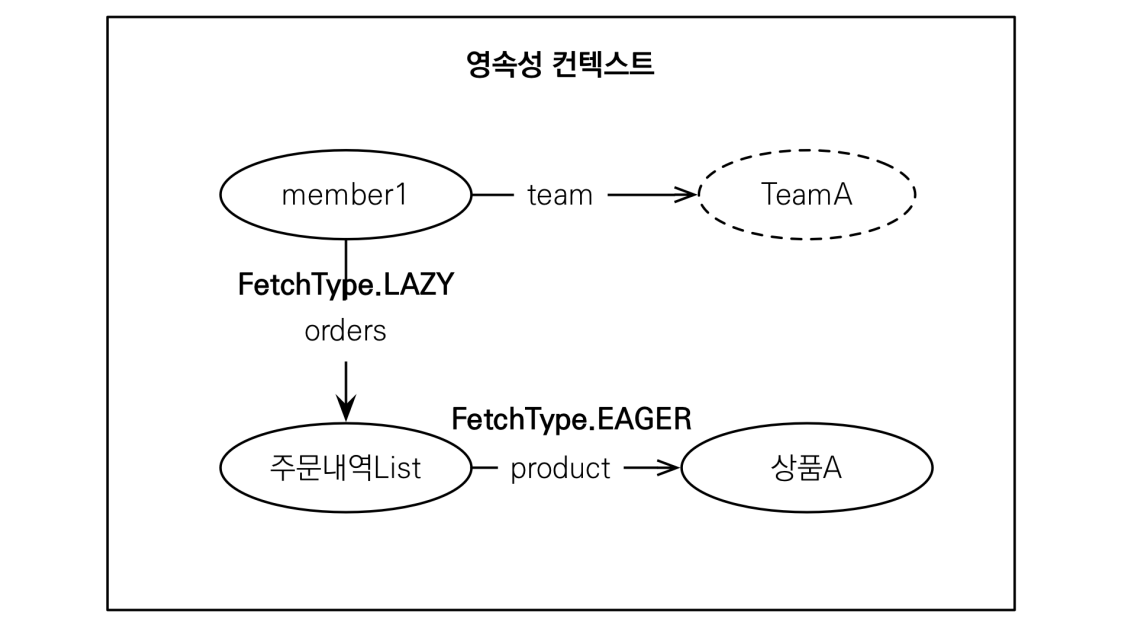 영속성 컨텍스트
member1
team
TeamA
FetchType.LAZY
orders
FetchType.EAGER
주문내역List
product
상품A